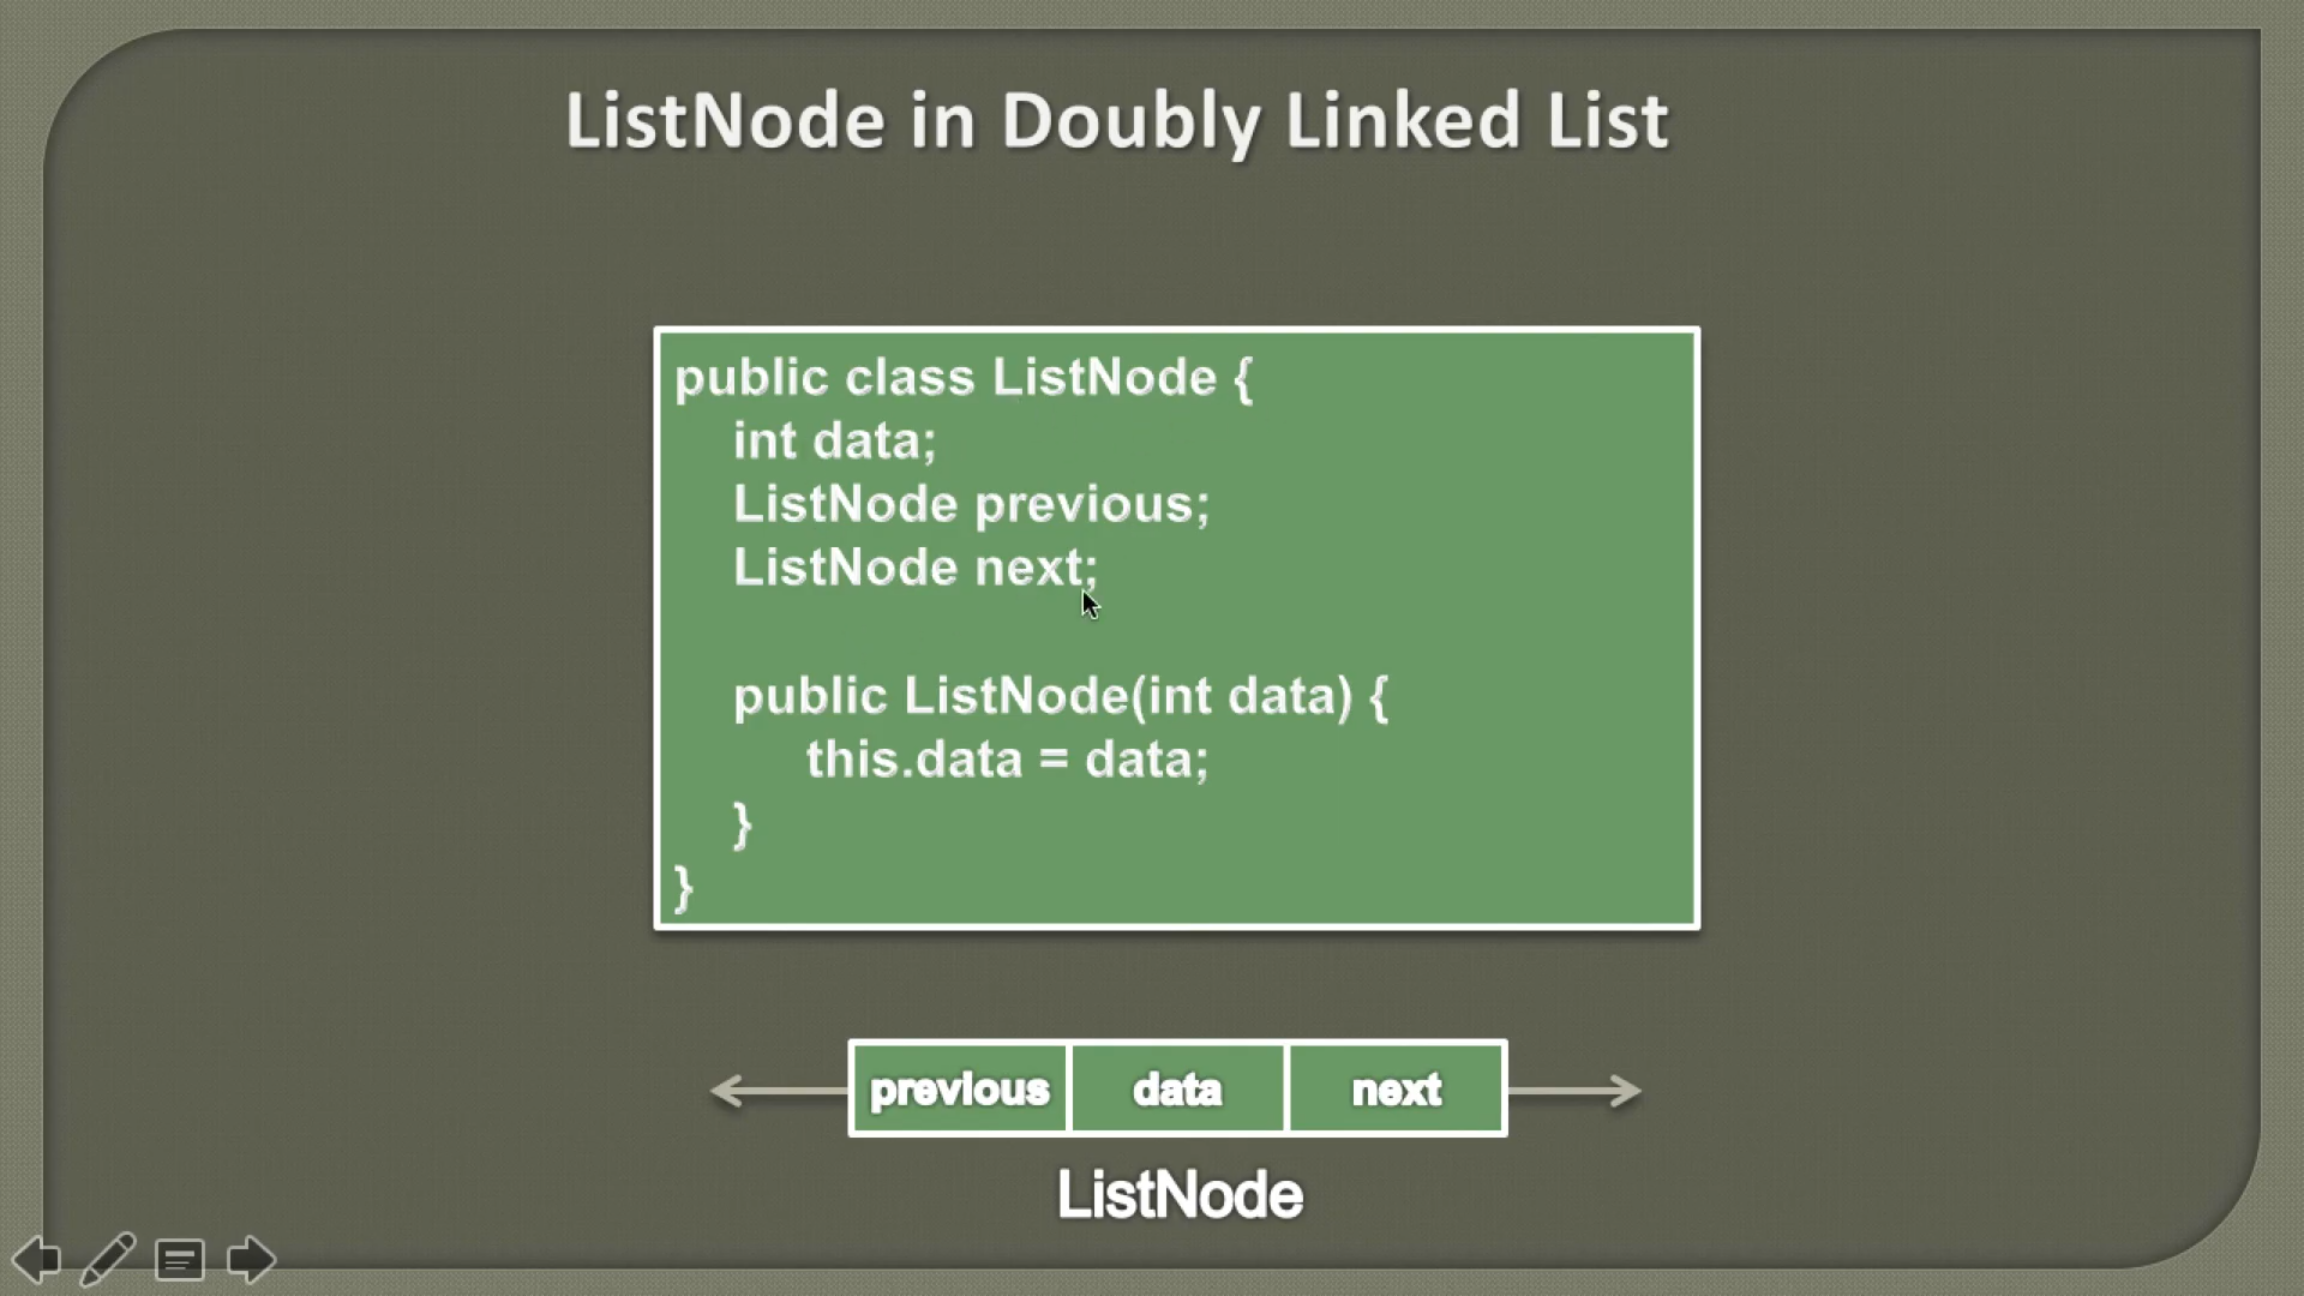 ListNode in Doubly Linked List
public class ListNode {
int data;
ListNode previous;
ListNode next;
public ListNode(int data) {
this.data = data;
}
}
previous data next
ListNode